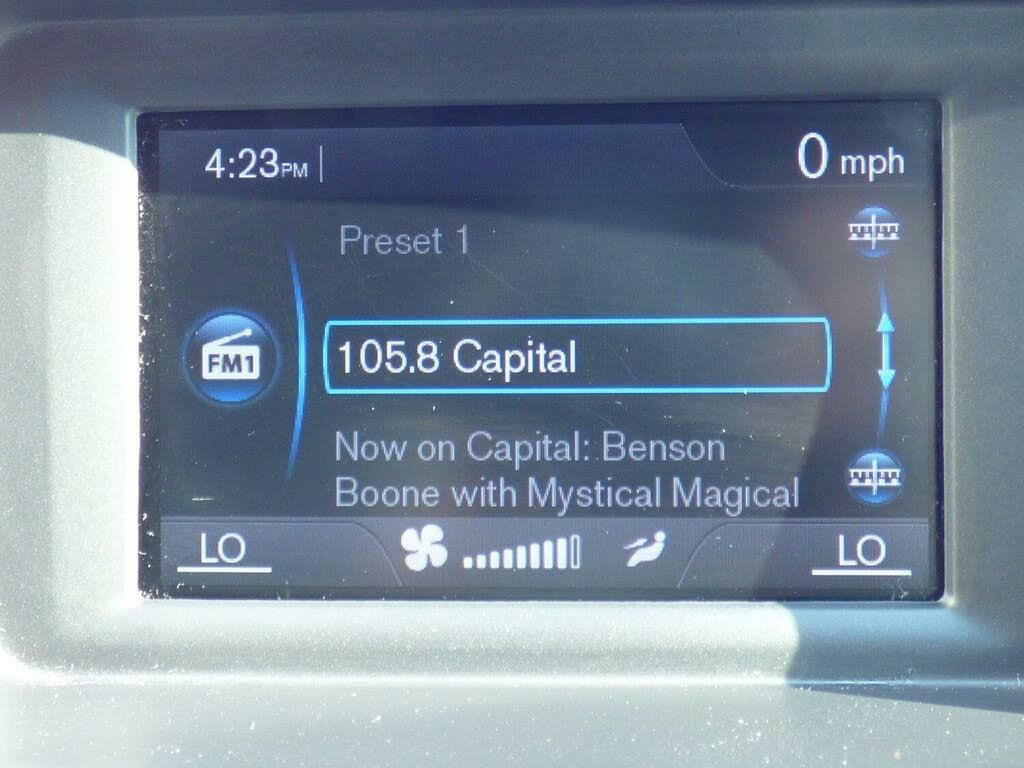 4:23PM
0 mph
Preset 1
FM1
105.8 Capital
Now on Capital: Benson
Boone with Mystical Magical
LO
LO